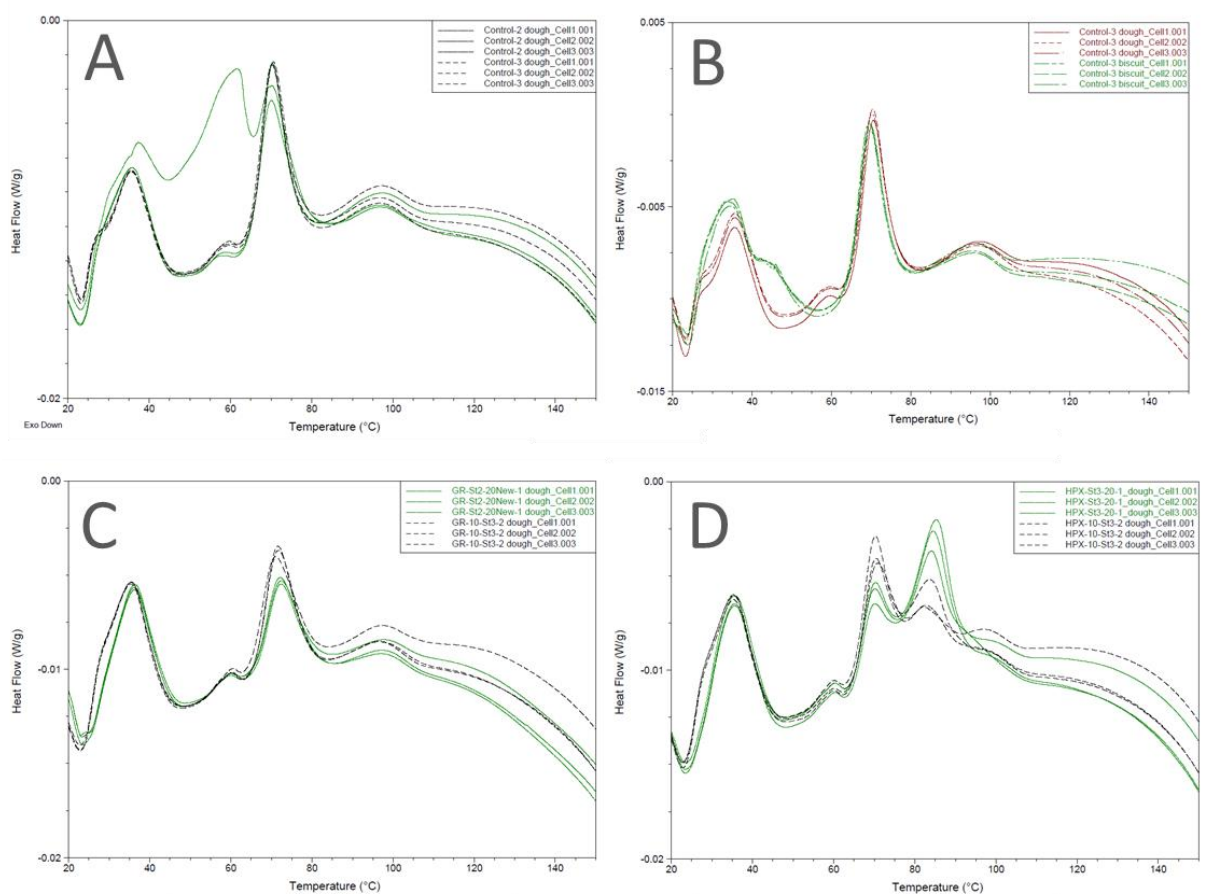 A
0.00
Control-2 dough_Cell1.001
Control-2 dough_Cell2.002
Control-2 dough_Cell3.003
Control-3 dough_Cell1.001
Control-3 dough_Cell2.002
Control-3 dough_Cell3.003
Heat Flow (W/g)
-0.02
20 40 60 80 100 120 140
Exo Down
Temperature (°C)
B
0.005
Control-3 dough_Cell1.001
Control-3 dough_Cell2.002
Control-3 dough_Cell3.003
Control-3 biscuit_Cell1.001
Control-3 biscuit_Cell2.002
Control-3 biscuit_Cell3.003
Heat Flow (W/g)
-0.005
-0.015
20 40 60 80 100 120 140
Temperature (°C)
C
0.00
GR-St2-20New-1 dough_Cell1.001
GR-St2-20New-1 dough_Cell2.002
GR-St2-20New-1 dough_Cell3.003
GR-10-St3-2 dough_Cell1.001
GR-10-St3-2 dough_Cell2.002
GR-10-St3-2 dough_Cell3.003
Heat Flow (W/g)
-0.01
-0.02
20 40 60 80 100 120 140
Temperature (°C)
D
0.00
HPX-St3-20-1_dough_Cell1.001
HPX-St3-20-1_dough_Cell2.002
HPX-St3-20-1_dough_Cell3.003
HPX-10-St3-2 dough_Cell1.001
HPX-10-St3-2 dough_Cell2.002
HPX-10-St3-2 dough_Cell3.003
Heat Flow (W/g)
-0.01
-0.02
20 40 60 80 100 120 140
Temperature (°C)